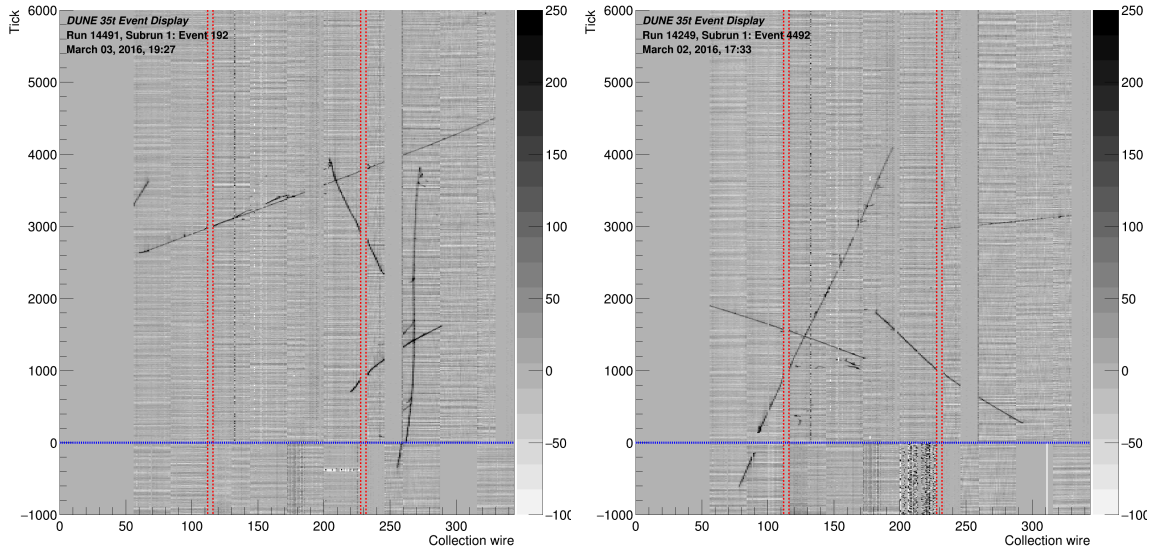 Tick
6000
5000
4000
3000
2000
1000
0
−1000
DUNE 35t Event Display
Run 14491, Subrun 1: Event 192
March 03, 2016, 19:27
0 50 100 150 200 250 300
Collection wire
250
200
150
100
50
0
−50
−100
Tick
6000
5000
4000
3000
2000
1000
0
−1000
DUNE 35t Event Display
Run 14249, Subrun 1: Event 4492
March 02, 2016, 17:33
0 50 100 150 200 250 300
Collection wire
250
200
150
100
50
0
−50
−100